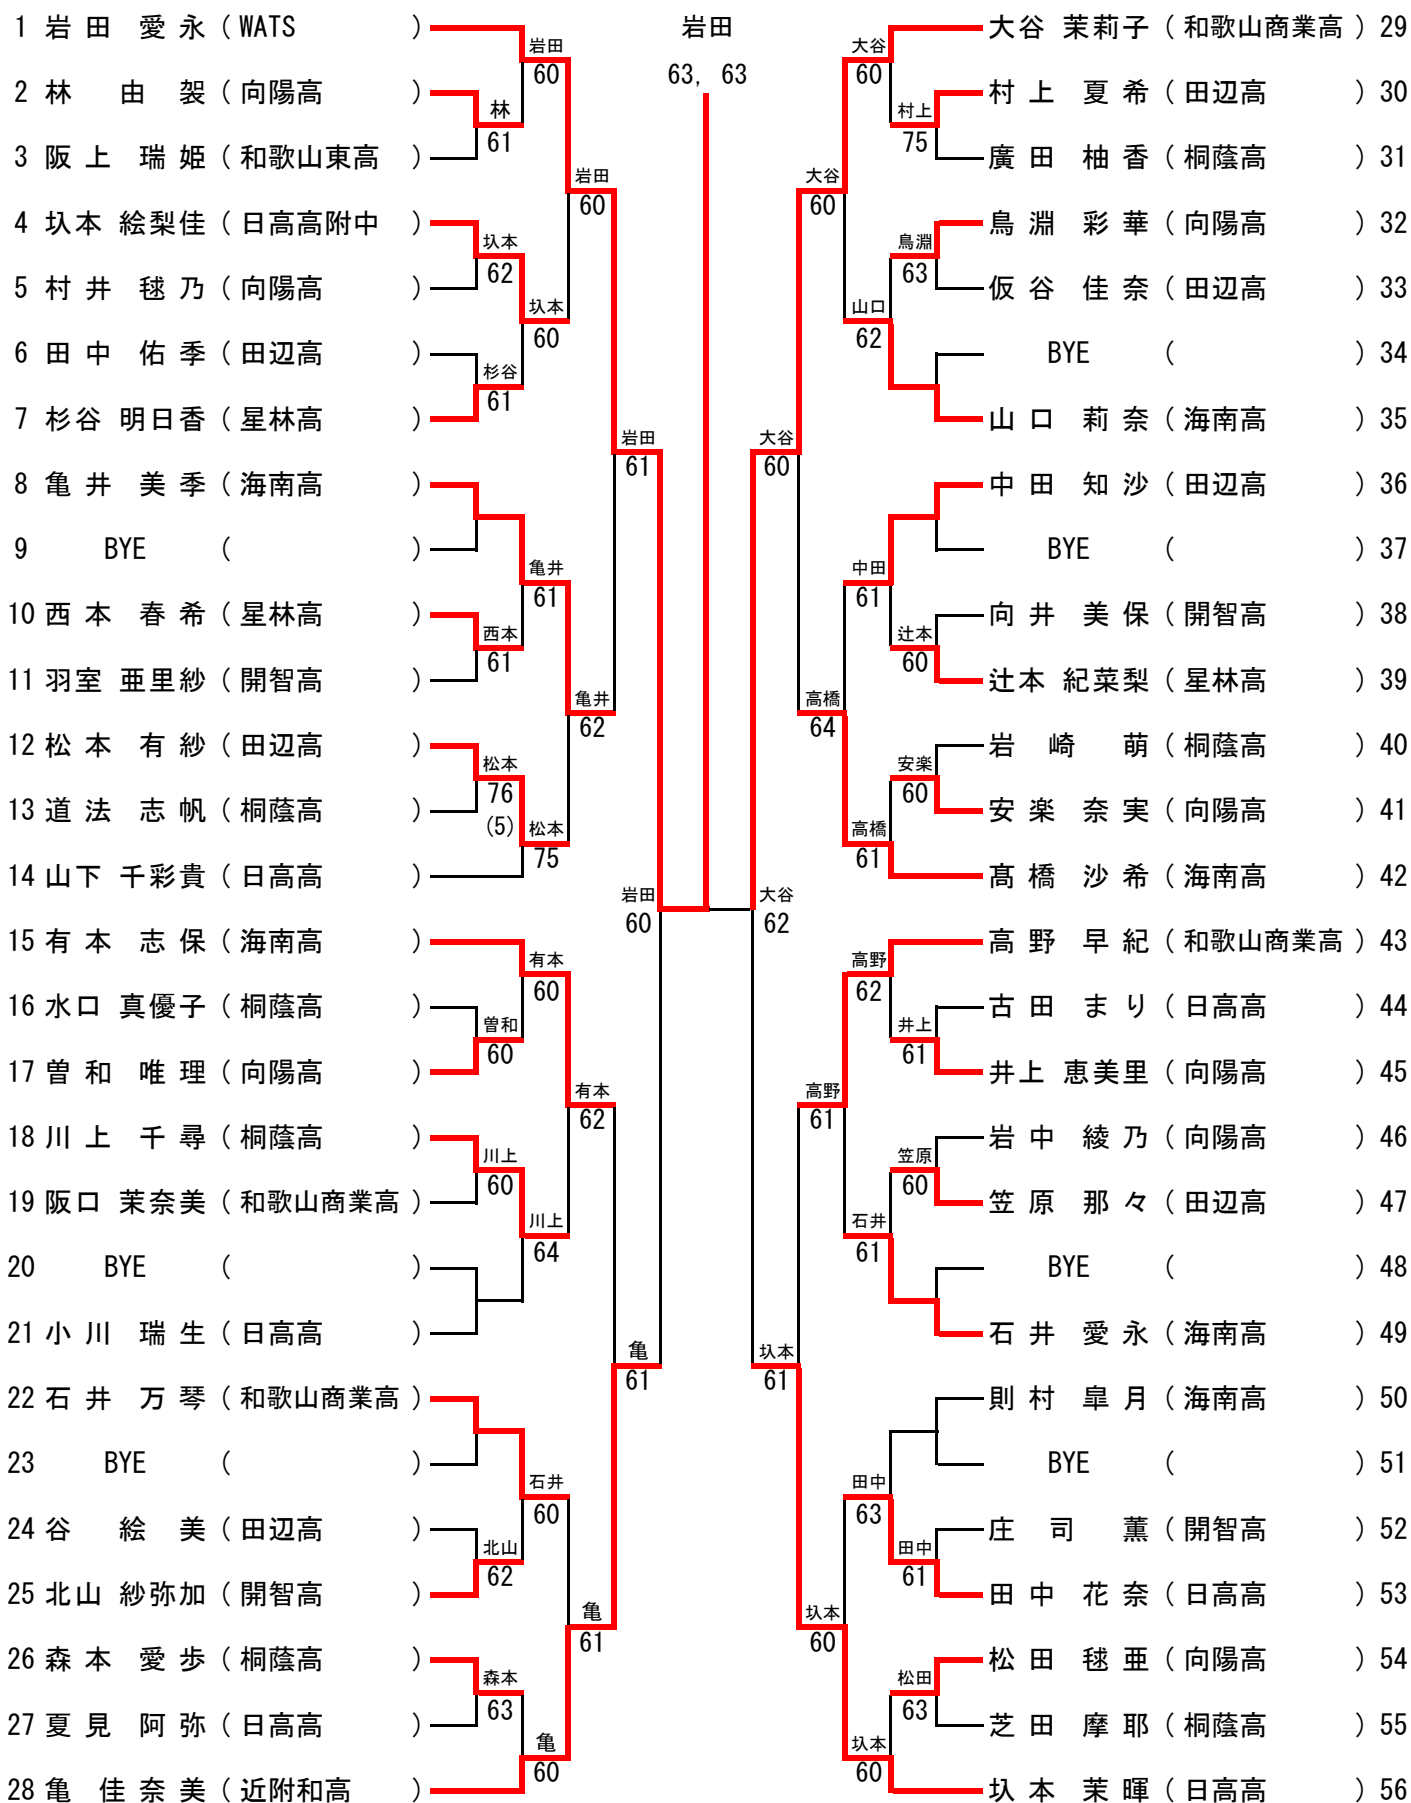 岩田
63, 63
1 岩田 愛永 (WATS)
2 林 由袈 (向陽高)
3 阪上 瑞姫 (和歌山東高)
4 圦本 絵梨佳 (日高高附中)
5 村井 毬乃 (向陽高)
6 田中 佑季 (田辺高)
7 杉谷 明日香 (星林高)
8 亀井 美季 (海南高)
9 BYE ( )
10 西本 春希 (星林高)
11 羽室 亜里紗 (開智高)
12 松本 有紗 (田辺高)
13 道法 志帆 (桐蔭高)
14 山下 千彩貴 (日高高)
15 有本 志保 (海南高)
16 水口 真優子 (桐蔭高)
17 曽和 唯理 (向陽高)
18 川上 千尋 (桐蔭高)
19 阪口 茉奈美 (和歌山商業高)
20 BYE ( )
21 小川 瑞生 (日高高)
22 石井 万琴 (和歌山商業高)
23 BYE ( )
24 谷 絵美 (田辺高)
25 北山 紗弥加 (開智高)
26 森本 愛歩 (桐蔭高)
27 夏見 阿弥 (日高高)
28 亀 佳奈美 (近附和高)
林
61
圦本
62
杉谷
61
西本
61
松本
76
(5)
曽和
60
川上
60
北山
62
森本
63
岩田
60
圦本
60
亀井
61
松本
75
有本
60
川上
64
石井
60
亀
60
岩田
60
亀井
62
有本
62
亀
61
岩田
61
亀
61
岩田
60
大谷
62
大谷
60
圦本
61
大谷
60
高橋
64
高野
61
圦本
60
大谷
60
山口
62
中田
61
高橋
61
高野
62
石井
61
田中
63
圦本
60
村上
75
鳥淵
63
辻本
60
安楽
60
井上
61
笠原
60
田中
61
松田
63
大谷 茉莉子 (和歌山商業高) 29
村上 夏希 (田辺高) 30
廣田 柚香 (桐蔭高) 31
鳥淵 彩華 (向陽高) 32
仮谷 佳奈 (田辺高) 33
BYE ( ) 34
山口 莉奈 (海南高) 35
中田 知沙 (田辺高) 36
BYE ( ) 37
向井 美保 (開智高) 38
辻本 紀菜梨 (星林高) 39
岩崎 萌 (桐蔭高) 40
安楽 奈実 (向陽高) 41
髙橋 沙希 (海南高) 42
高野 早紀 (和歌山商業高) 43
古田 まり (日高高) 44
井上 恵美里 (向陽高) 45
岩中 綾乃 (向陽高) 46
笠原 那々 (田辺高) 47
BYE ( ) 48
石井 愛永 (海南高) 49
則村 皐月 (海南高) 50
BYE ( ) 51
庄司 薫 (開智高) 52
田中 花奈 (日高高) 53
松田 毬亜 (向陽高) 54
芝田 摩耶 (桐蔭高) 55
圦本 茉暉 (日高高) 56